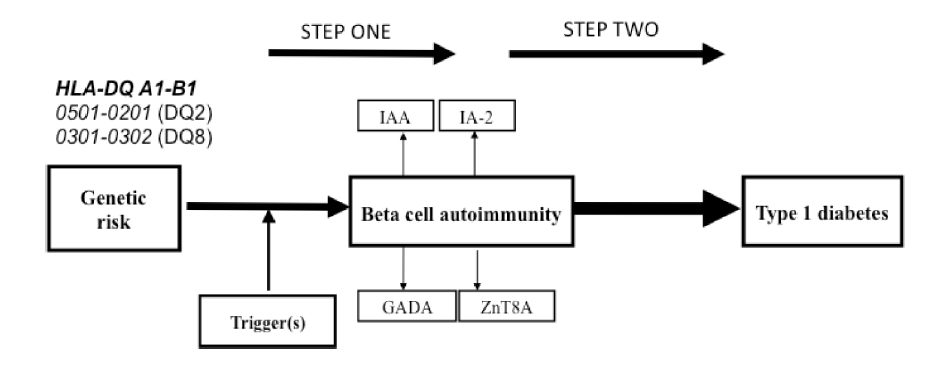 STEP ONE
STEP TWO
HLA-DQ A1-B1
0501-0201 (DQ2)
0301-0302 (DQ8)
IAA
IA-2
Genetic
risk
Beta cell autoimmunity
Type 1 diabetes
GADA
ZnT8A
Trigger(s)